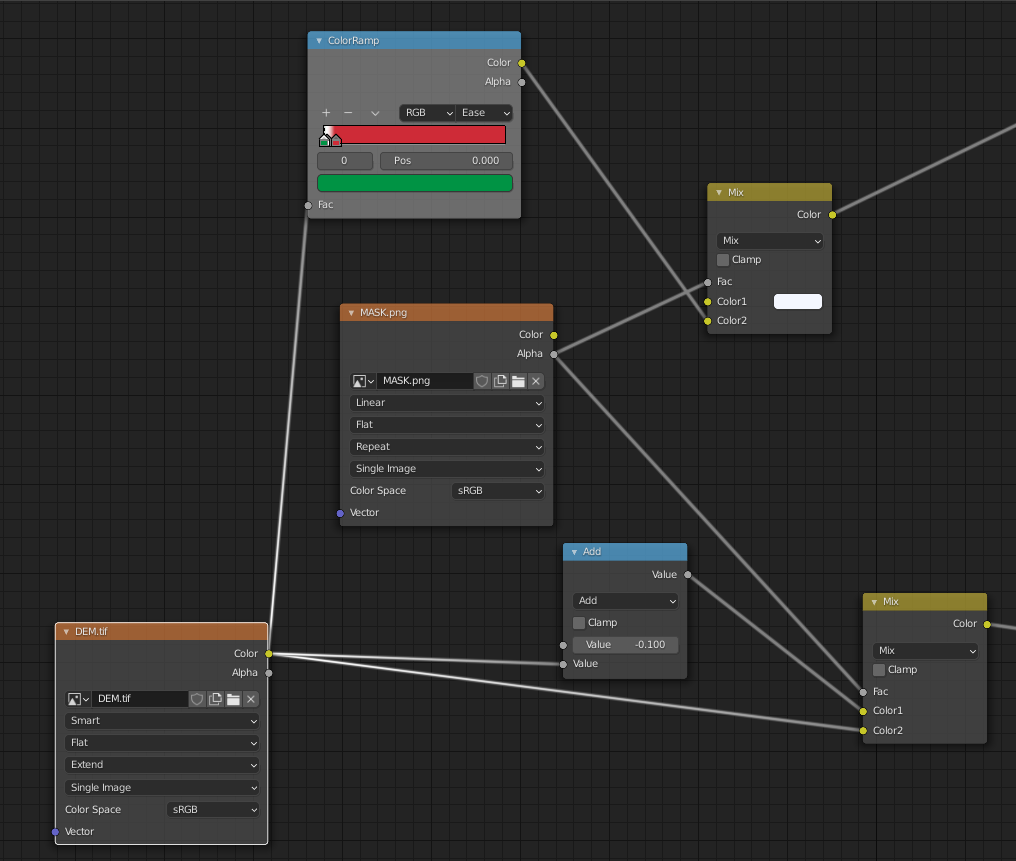 ColorRamp
Color
Alpha
+ − RGB Ease
0 Pos 0.000
Fac
Mix
Color
Mix
Clamp
Fac
Color1
Color2
MASK.png
Color
Alpha
MASK.png
Linear
Flat
Repeat
Single Image
Color Space sRGB
Vector
Add
Value
Add
Clamp
Value -0.100
Value
Mix
Color
Mix
Clamp
Fac
Color1
Color2
DEM.tif
Color
Alpha
DEM.tif
Smart
Flat
Extend
Single Image
Color Space sRGB
Vector